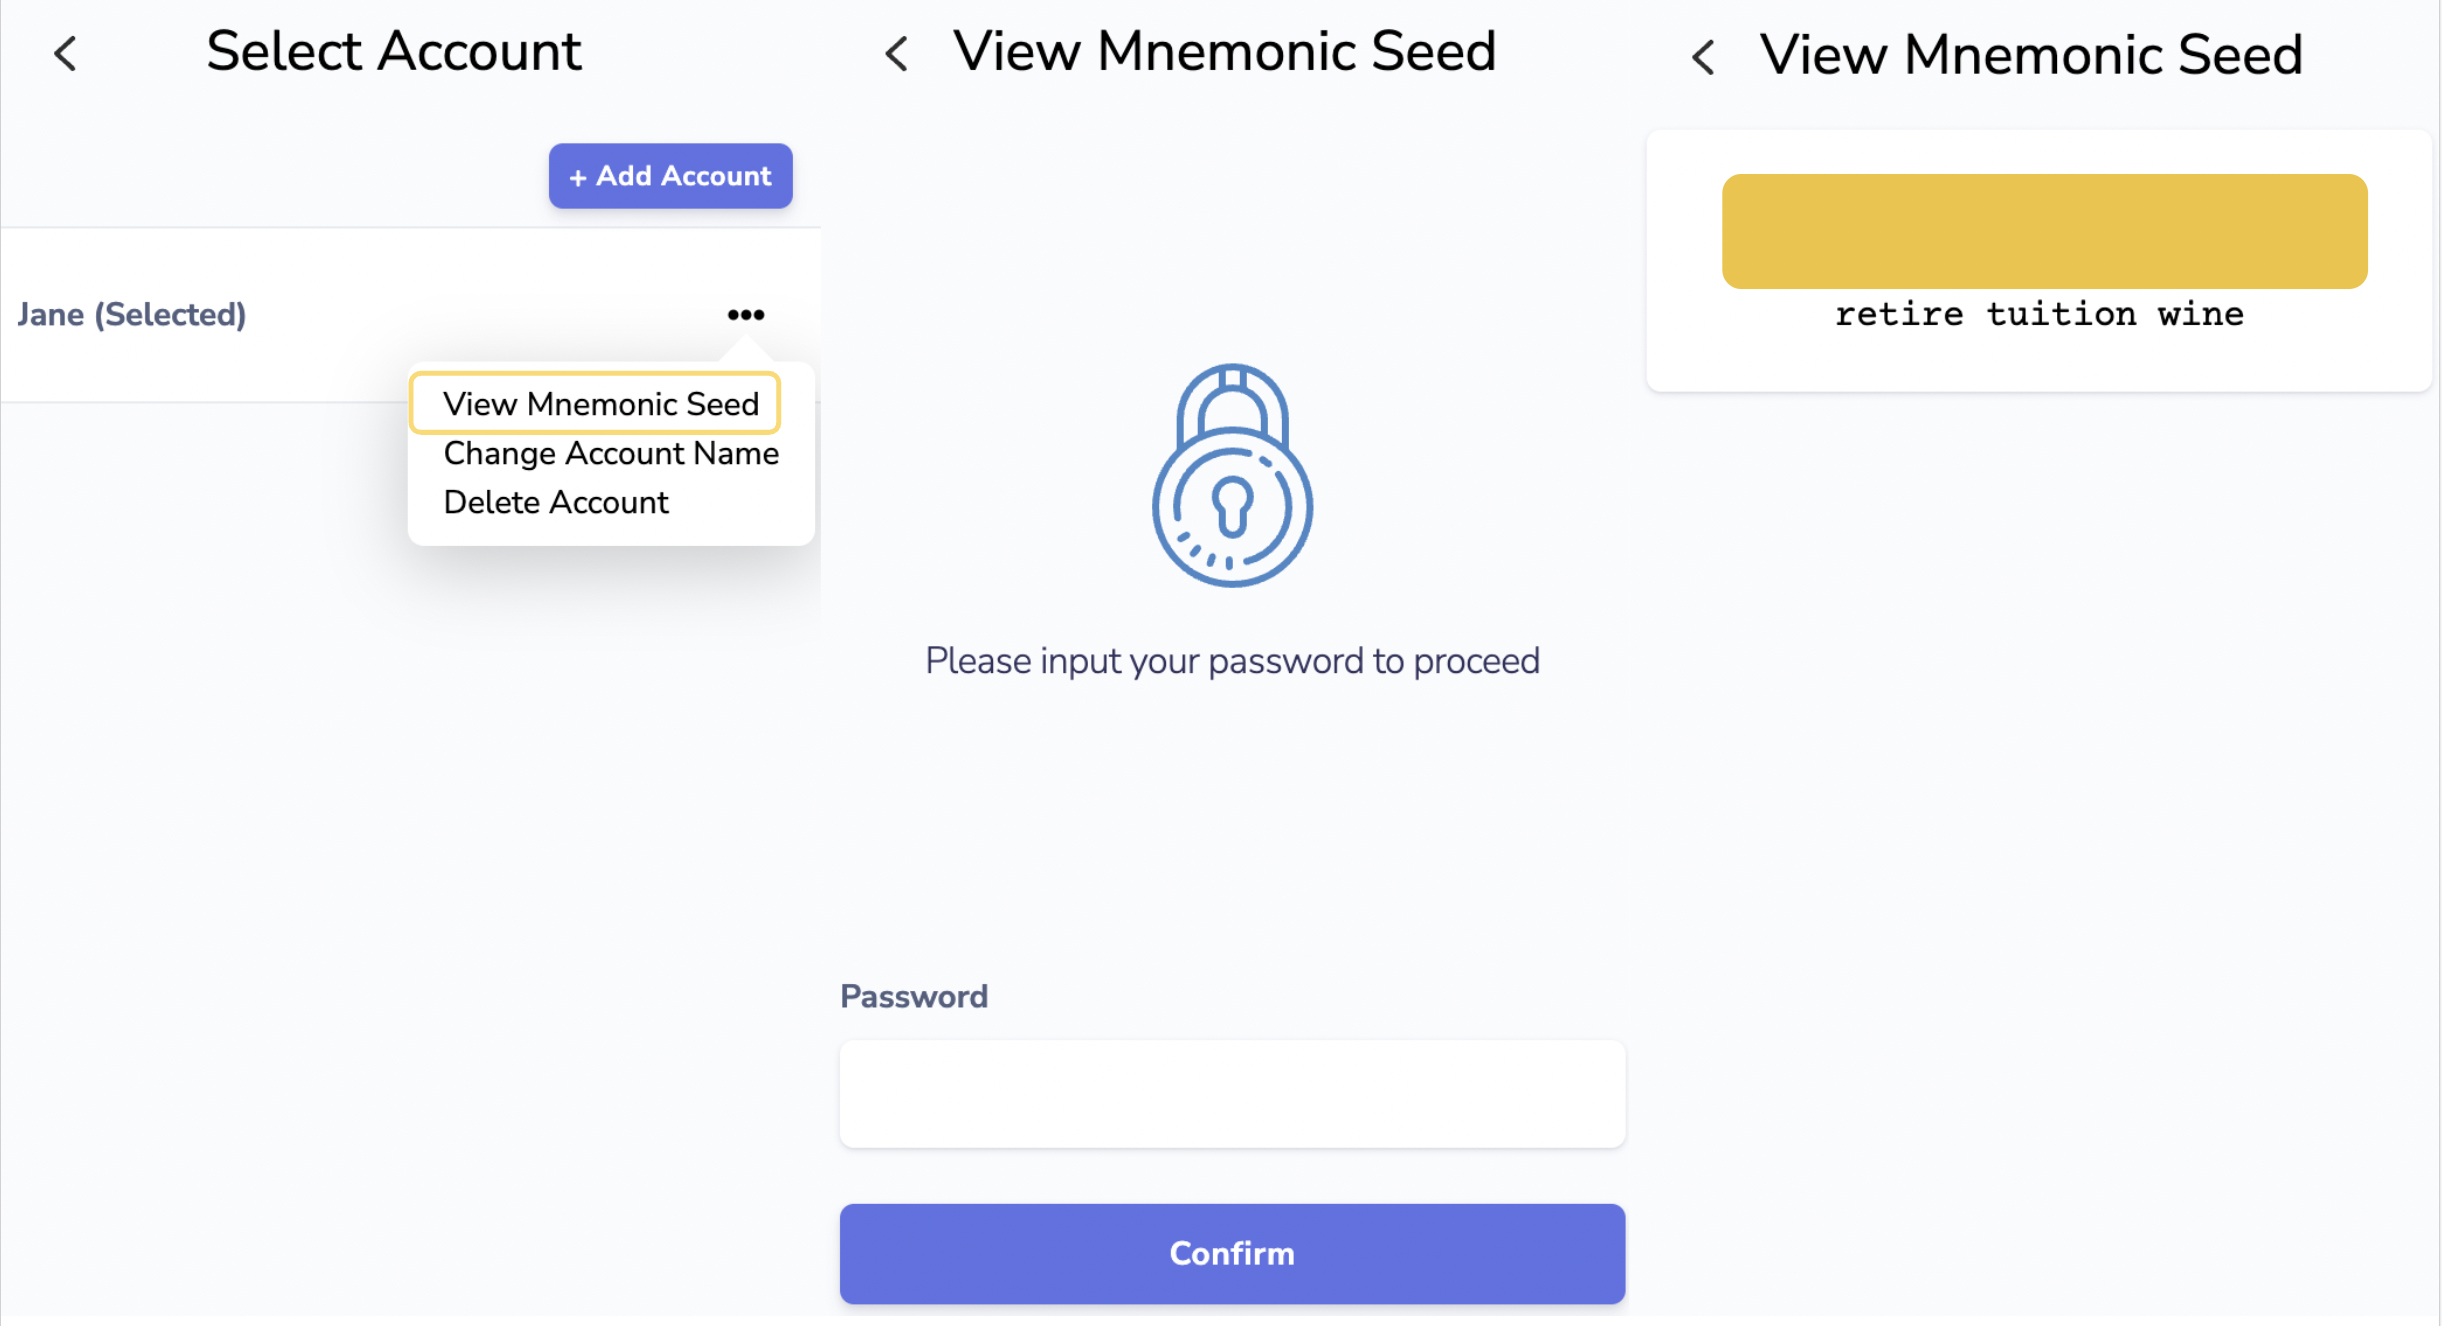 Select Account
+ Add Account
Jane (Selected)
View Mnemonic Seed
Change Account Name
Delete Account
View Mnemonic Seed
Please input your password to proceed
Password
Confirm
View Mnemonic Seed
retire tuition wine